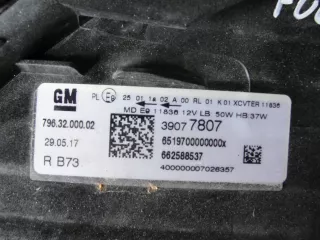 GM
PL E9 25 01 1a 02 A 00 RL 01 K 01 XCVTER 11836
MD E9 11836 12V LB: 50W HB:37W
796.32.000.02
3907 7807
29.05.17
6519700000000x
662588537
R B73
400000007026357